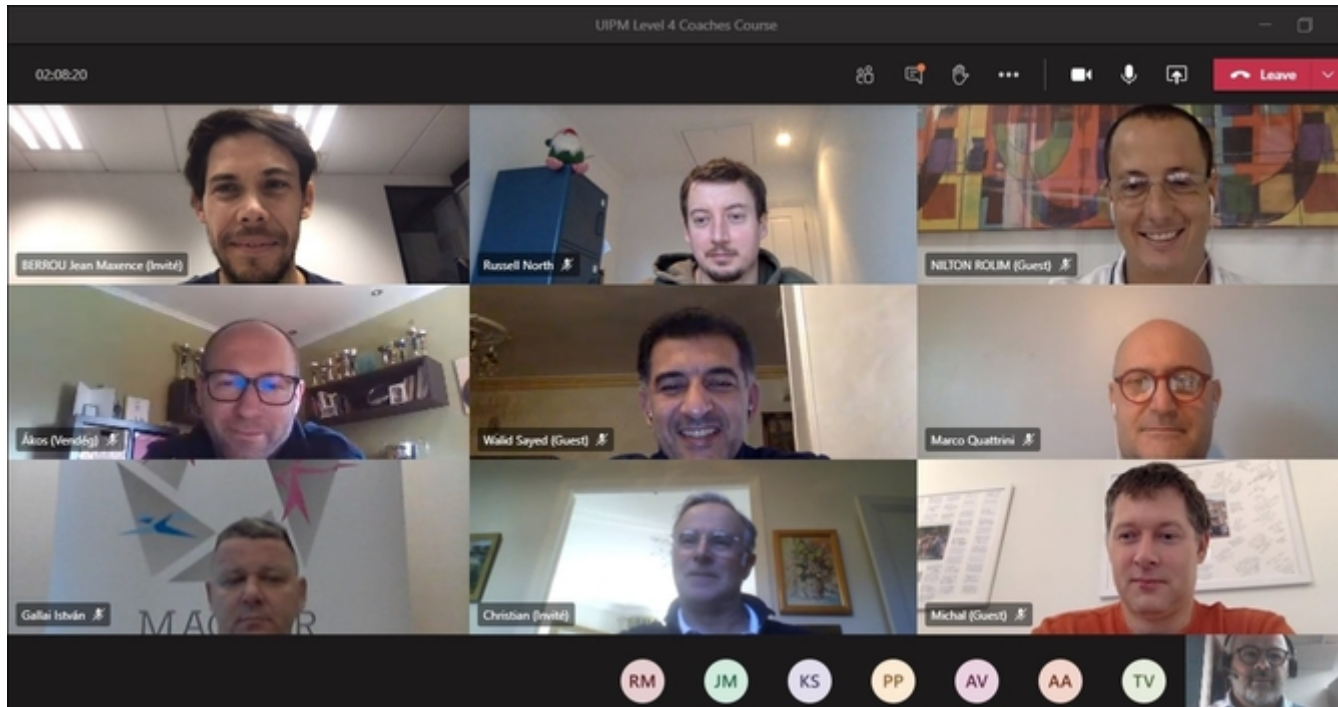 UIPM Level 4 Coaches Course
02:08:20
Leave
BERROU Jean Maxence (Invité)
Russell North
NILTON ROLIM (Guest)
Ákos (Vendég)
Walid Sayed (Guest)
Marco Quattrini
Gallai István
MAGYAR
Christian (Invité)
Michal (Guest)
RM
JM
KS
PP
AV
AA
TV